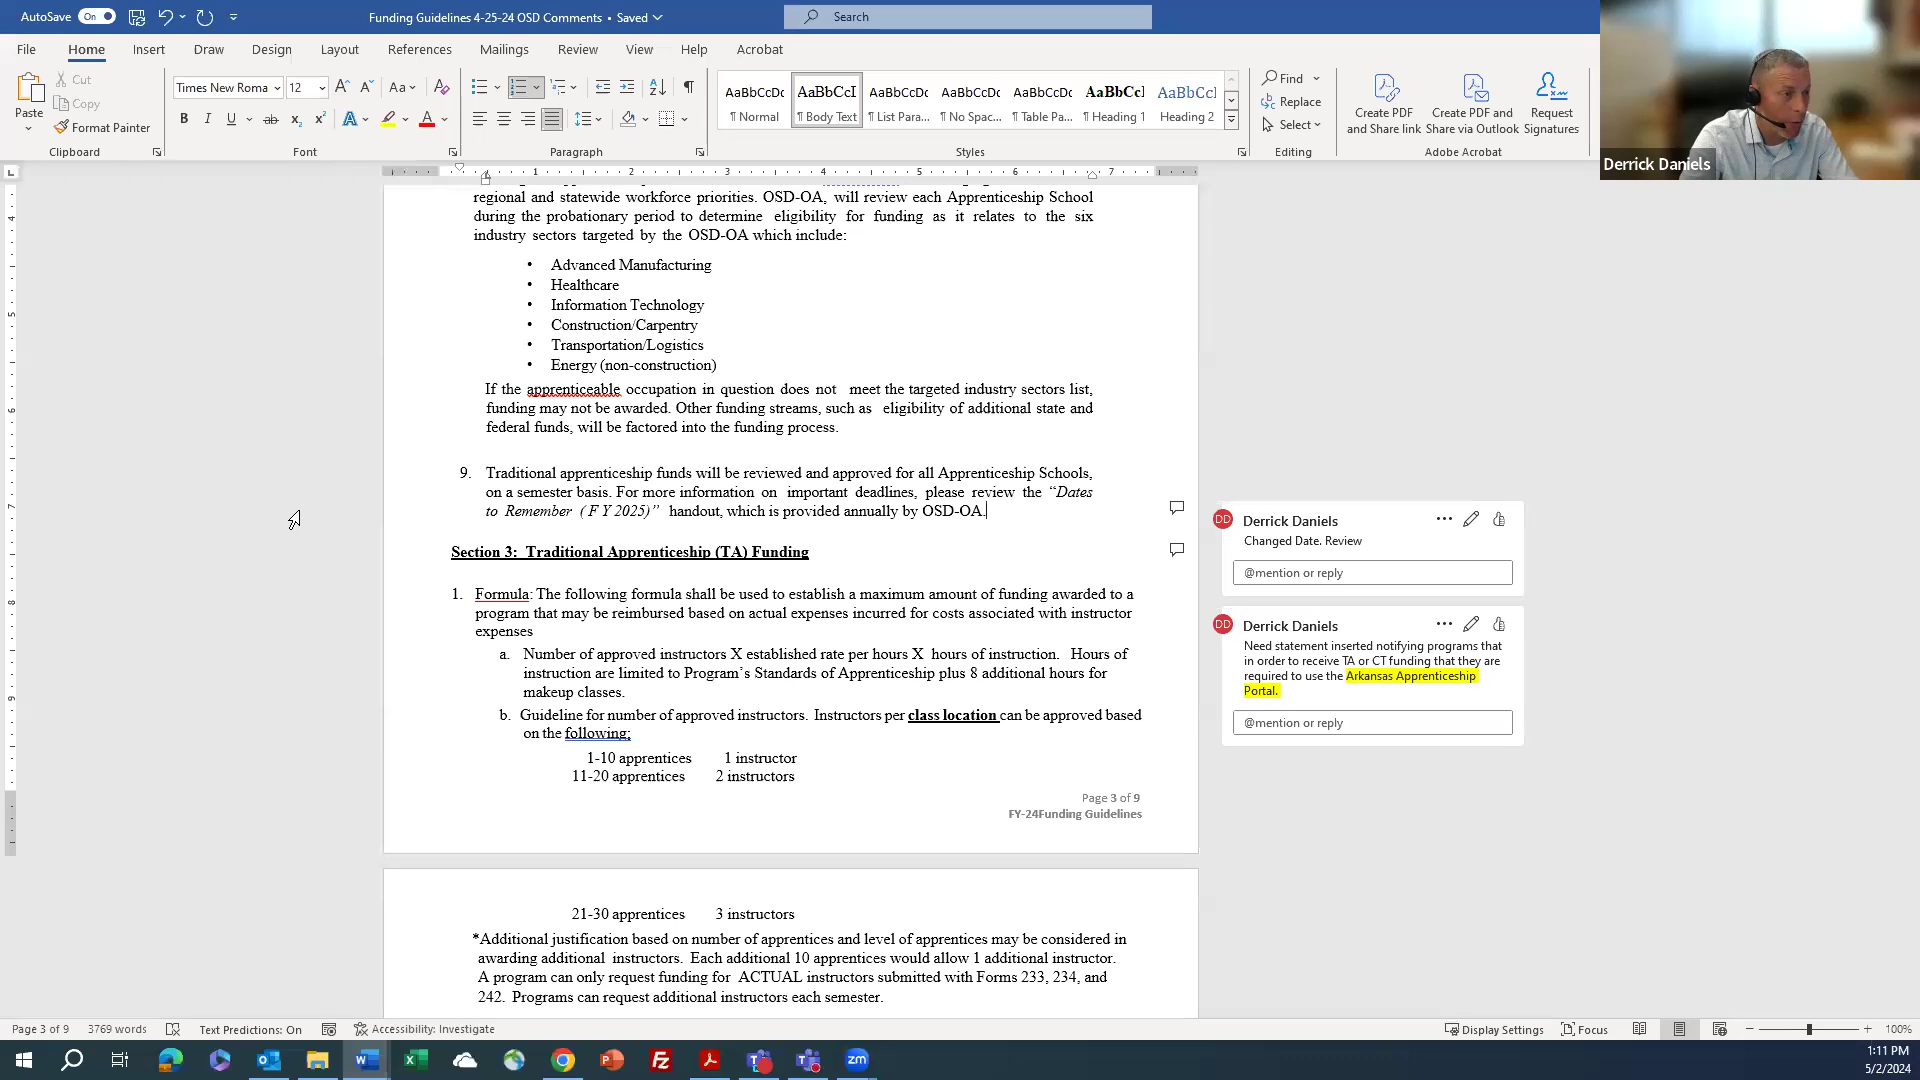 AutoSave On Funding Guidelines 4-25-24 OSD Comments • Saved Search
File Home Insert Draw Design Layout References Mailings Review View Help Acrobat
Paste Cut Copy Format Painter
Times New Roma 12
AaBbCcDc AaBbCcI AaBbCcDc AaBbCcDc AaBbCcDc AaBbCcI AaBbCcI
¶ Normal ¶ Body Text ¶ List Para... ¶ No Spac... ¶ Table Pa... ¶ Heading 1 ¶ Heading 2
Find Replace Select
Create PDF and Share link Create PDF and Share via Outlook Request Signatures
Clipboard Font Paragraph Styles Editing Adobe Acrobat
Derrick Daniels
1 2 3 4 5 6 7
regional and statewide workforce priorities. OSD-OA, will review each Apprenticeship School
during the probationary period to determine eligibility for funding as it relates to the six
industry sectors targeted by the OSD-OA which include:
• Advanced Manufacturing
• Healthcare
• Information Technology
• Construction/Carpentry
• Transportation/Logistics
• Energy (non-construction)
If the apprenticeable occupation in question does not meet the targeted industry sectors list,
funding may not be awarded. Other funding streams, such as eligibility of additional state and
federal funds, will be factored into the funding process.
9. Traditional apprenticeship funds will be reviewed and approved for all Apprenticeship Schools,
on a semester basis. For more information on important deadlines, please review the “Dates
to Remember ( F Y 2025)” handout, which is provided annually by OSD-OA.
Section 3: Traditional Apprenticeship (TA) Funding
1. Formula: The following formula shall be used to establish a maximum amount of funding awarded to a
program that may be reimbursed based on actual expenses incurred for costs associated with instructor
expenses
a. Number of approved instructors X established rate per hours X hours of instruction. Hours of
instruction are limited to Program’s Standards of Apprenticeship plus 8 additional hours for
makeup classes.
b. Guideline for number of approved instructors. Instructors per class location can be approved based
on the following;
1-10 apprentices 1 instructor
11-20 apprentices 2 instructors
Page 3 of 9
FY-24Funding Guidelines
DD Derrick Daniels
Changed Date. Review
@mention or reply
DD Derrick Daniels
Need statement inserted notifying programs that
in order to receive TA or CT funding that they are
required to use the Arkansas Apprenticeship
Portal.
@mention or reply
21-30 apprentices 3 instructors
*Additional justification based on number of apprentices and level of apprentices may be considered in
awarding additional instructors. Each additional 10 apprentices would allow 1 additional instructor.
A program can only request funding for ACTUAL instructors submitted with Forms 233, 234, and
242. Programs can request additional instructors each semester.
Page 3 of 9 3769 words Text Predictions: On Accessibility: Investigate Display Settings Focus 100%
1:11 PM
5/2/2024